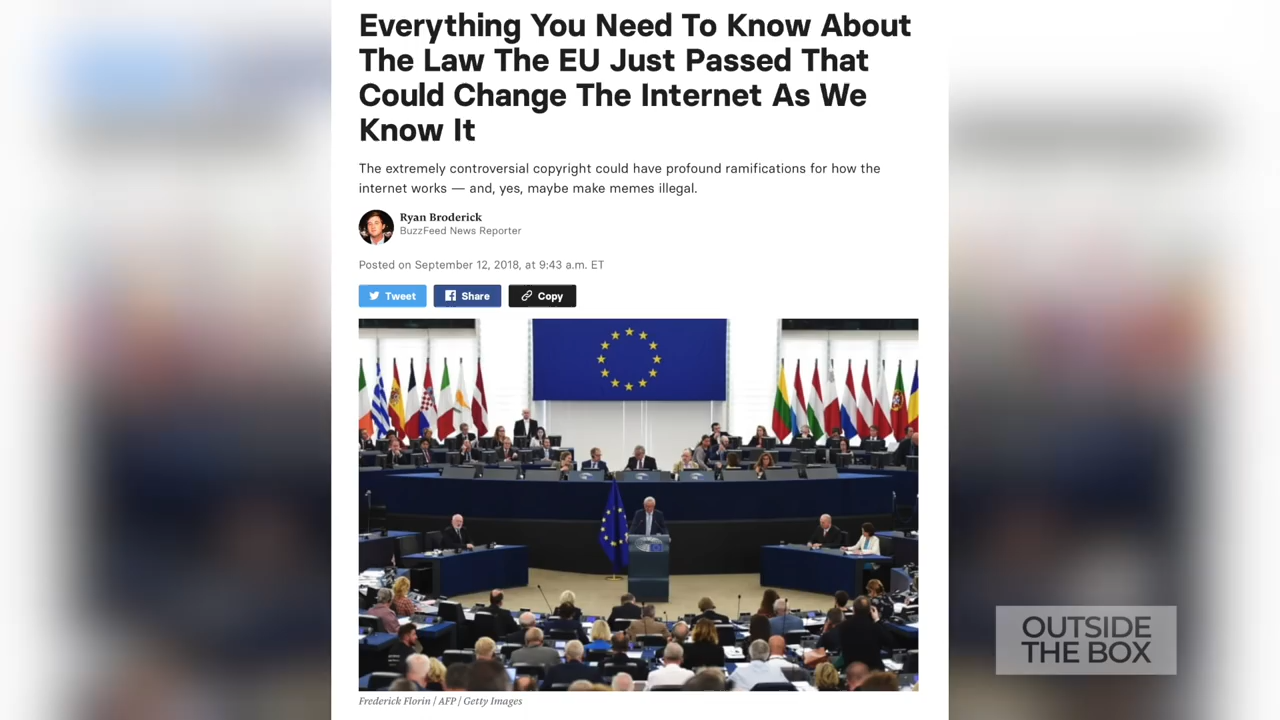 Everything You Need To Know About
The Law The EU Just Passed That
Could Change The Internet As We
Know It
The extremely controversial copyright could have profound ramifications for how the
internet works — and, yes, maybe make memes illegal.
Ryan Broderick
BuzzFeed News Reporter
Posted on September 12, 2018, at 9:43 a.m. ET
Tweet
Share
Copy
Frederick Florin / AFP / Getty Images
OUTSIDE
THE BOX